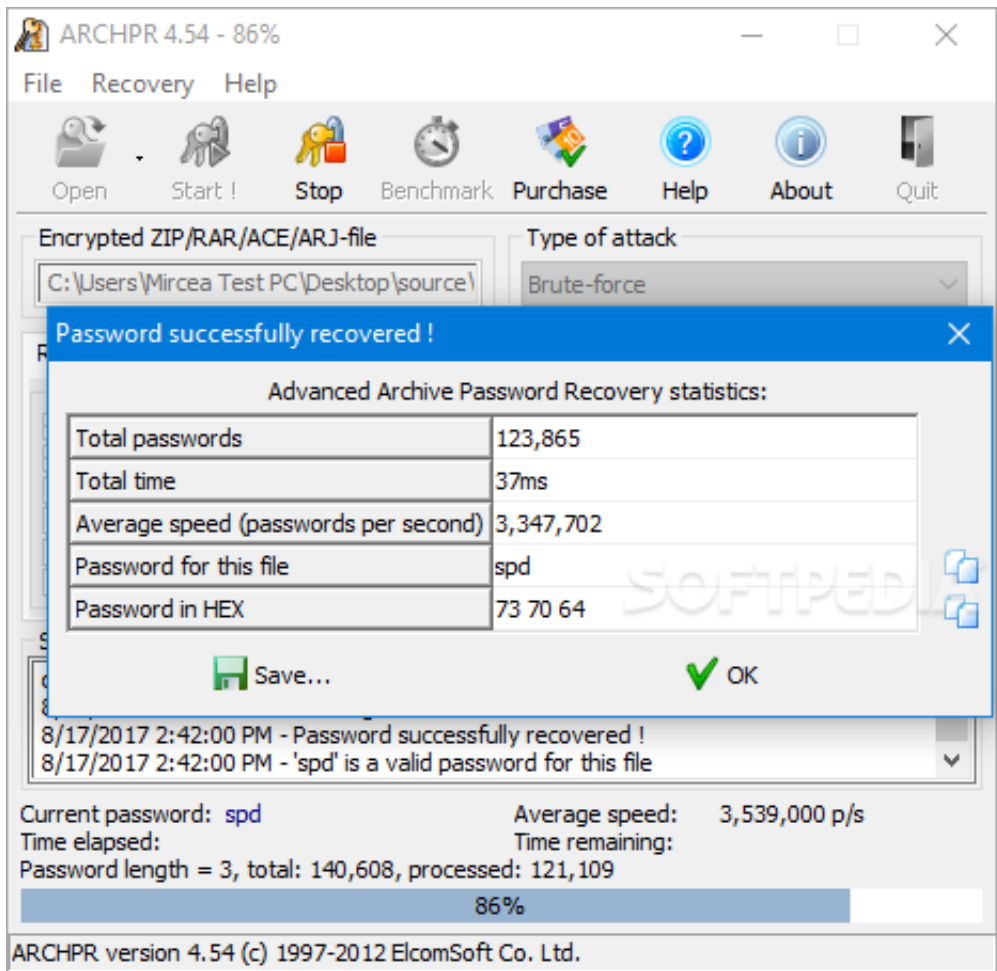 ARCHPR 4.54 - 86%
File Recovery Help
Open Start ! Stop Benchmark Purchase Help About Quit
Encrypted ZIP/RAR/ACE/ARJ-file Type of attack
C:\Users\Mircea Test PC\Desktop\source\ Brute-force
Password successfully recovered !
Advanced Archive Password Recovery statistics:
Total passwords 123,865
Total time 37ms
Average speed (passwords per second) 3,347,702
Password for this file spd
Password in HEX 73 70 64
SOFTPEDIA
Save... OK
8/17/2017 2:42:00 PM - Password successfully recovered !
8/17/2017 2:42:00 PM - 'spd' is a valid password for this file
Current password: spd Average speed: 3,539,000 p/s
Time elapsed: Time remaining:
Password length = 3, total: 140,608, processed: 121,109
86%
ARCHPR version 4.54 (c) 1997-2012 ElcomSoft Co. Ltd.